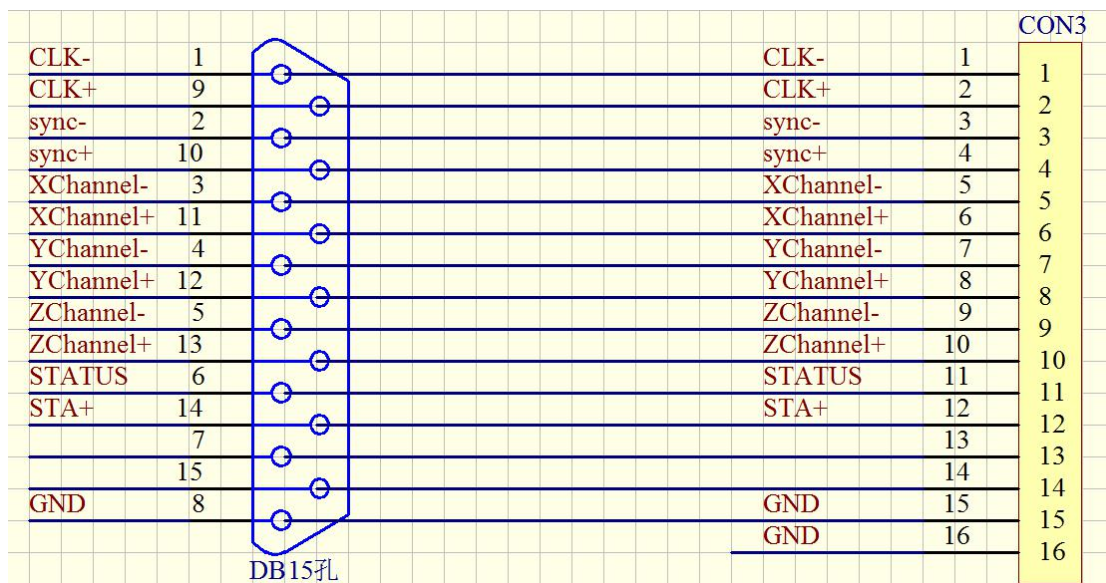 CON3
CLK- 1 CLK- 1 1
CLK+ 9 CLK+ 2 2
sync- 2 sync- 3 3
sync+ 10 sync+ 4 4
XChannel- 3 XChannel- 5 5
XChannel+ 11 XChannel+ 6 6
YChannel- 4 YChannel- 7 7
YChannel+ 12 YChannel+ 8 8
ZChannel- 5 ZChannel- 9 9
ZChannel+ 13 ZChannel+ 10 10
STATUS 6 STATUS 11 11
STA+ 14 STA+ 12 12
7 13 13
15 14 14
GND 8 GND 15 15
GND 16 16
DB15孔